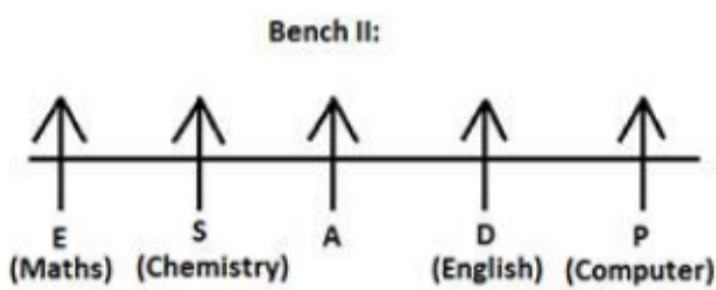 Bench II:
E S A D P
(Maths) (Chemistry) (English) (Computer)